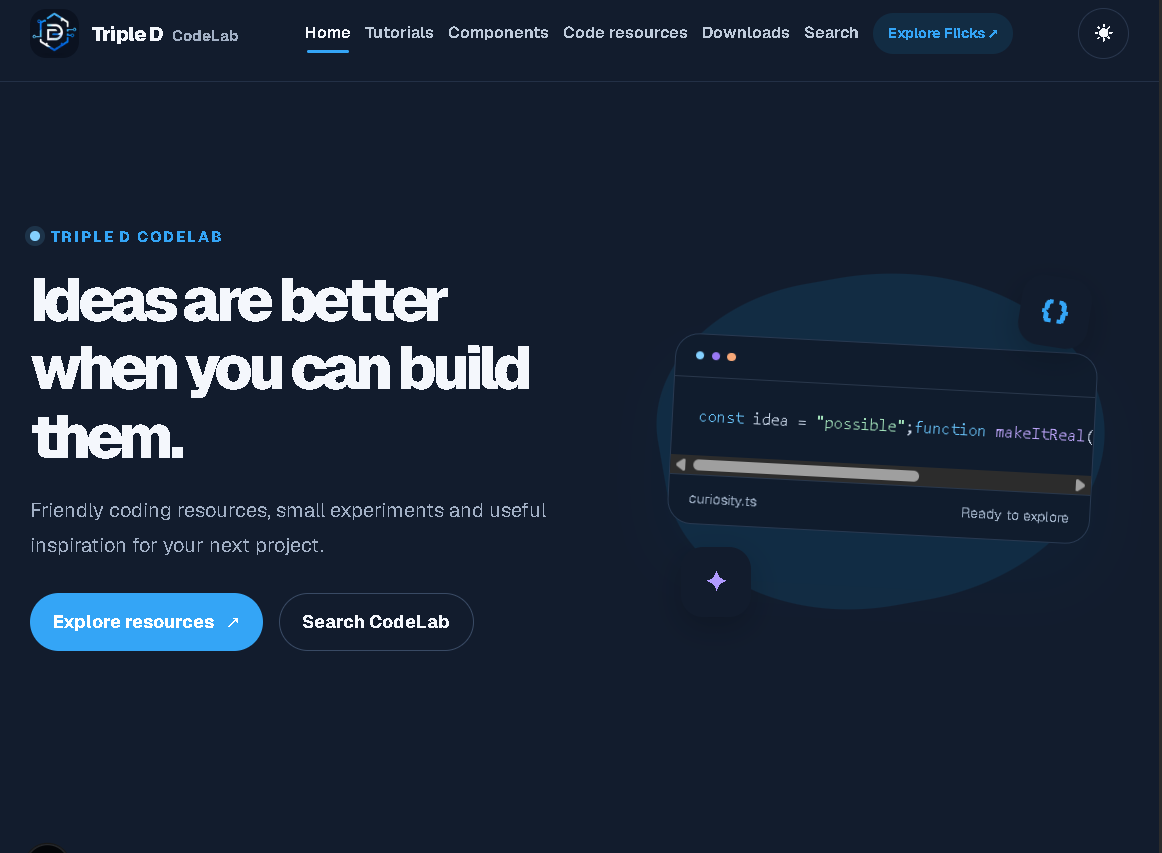 Triple D CodeLab
Home Tutorials Components Code resources Downloads Search Explore Flicks ↗
TRIPLE D CODELAB
Ideas are better
when you can build
them.
Friendly coding resources, small experiments and useful
inspiration for your next project.
Explore resources ↗
Search CodeLab
{}
const idea = "possible";function makeItReal(
curiosity.ts
Ready to explore